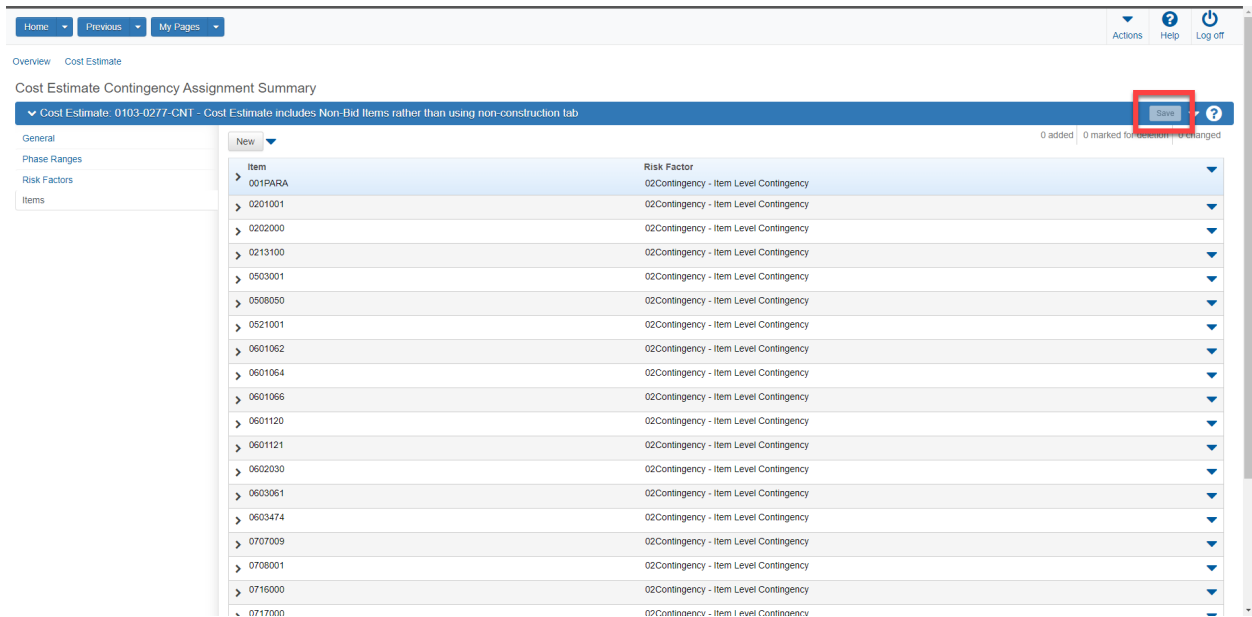 Home Previous My Pages
Actions Help Log off
Overview Cost Estimate
Cost Estimate Contingency Assignment Summary
Cost Estimate: 0103-0277-CNT - Cost Estimate includes Non-Bid Items rather than using non-construction tab Save
General
Phase Ranges
Risk Factors
Items
New 0 added 0 marked for deletion 0 changed
Item Risk Factor
001PARA 02Contingency - Item Level Contingency
0201001 02Contingency - Item Level Contingency
0202000 02Contingency - Item Level Contingency
0213100 02Contingency - Item Level Contingency
0503001 02Contingency - Item Level Contingency
0508050 02Contingency - Item Level Contingency
0521001 02Contingency - Item Level Contingency
0601062 02Contingency - Item Level Contingency
0601064 02Contingency - Item Level Contingency
0601066 02Contingency - Item Level Contingency
0601120 02Contingency - Item Level Contingency
0601121 02Contingency - Item Level Contingency
0602030 02Contingency - Item Level Contingency
0603061 02Contingency - Item Level Contingency
0603474 02Contingency - Item Level Contingency
0707009 02Contingency - Item Level Contingency
0708001 02Contingency - Item Level Contingency
0716000 02Contingency - Item Level Contingency
0717000 02Contingency - Item Level Contingency